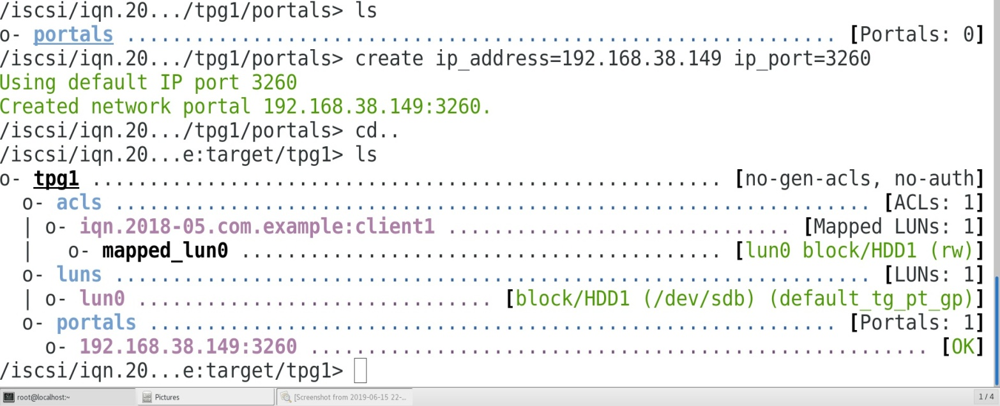 /iscsi/iqn.20.../tpg1/portals> ls
o- portals .............................................................. [Portals: 0]
/iscsi/iqn.20.../tpg1/portals> create ip_address=192.168.38.149 ip_port=3260
Using default IP port 3260
Created network portal 192.168.38.149:3260.
/iscsi/iqn.20.../tpg1/portals> cd..
/iscsi/iqn.20...e:target/tpg1> ls
o- tpg1 ....................................................... [no-gen-acls, no-auth]
  o- acls .................................................................. [ACLs: 1]
  | o- iqn.2018-05.com.example:client1 .............................. [Mapped LUNs: 1]
  |   o- mapped_lun0 .......................................... [lun0 block/HDD1 (rw)]
  o- luns .................................................................. [LUNs: 1]
  | o- lun0 ............................... [block/HDD1 (/dev/sdb) (default_tg_pt_gp)]
  o- portals ............................................................ [Portals: 1]
    o- 192.168.38.149:3260 ...................................................... [OK]
/iscsi/iqn.20...e:target/tpg1>
root@localhost:~ Pictures [Screenshot from 2019-06-15 22-... 1 / 4